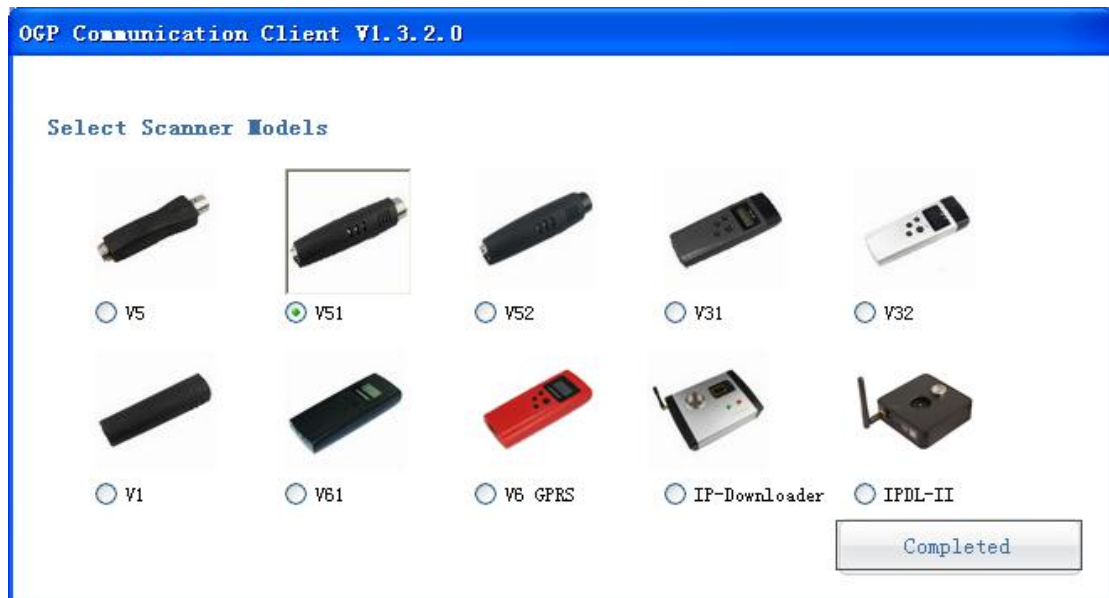 OGP Communication Client V1.3.2.0
Select Scanner Models
V5 V51 V52 V31 V32
V1 V61 V6 GPRS IP-Downloader IPDL-II
Completed